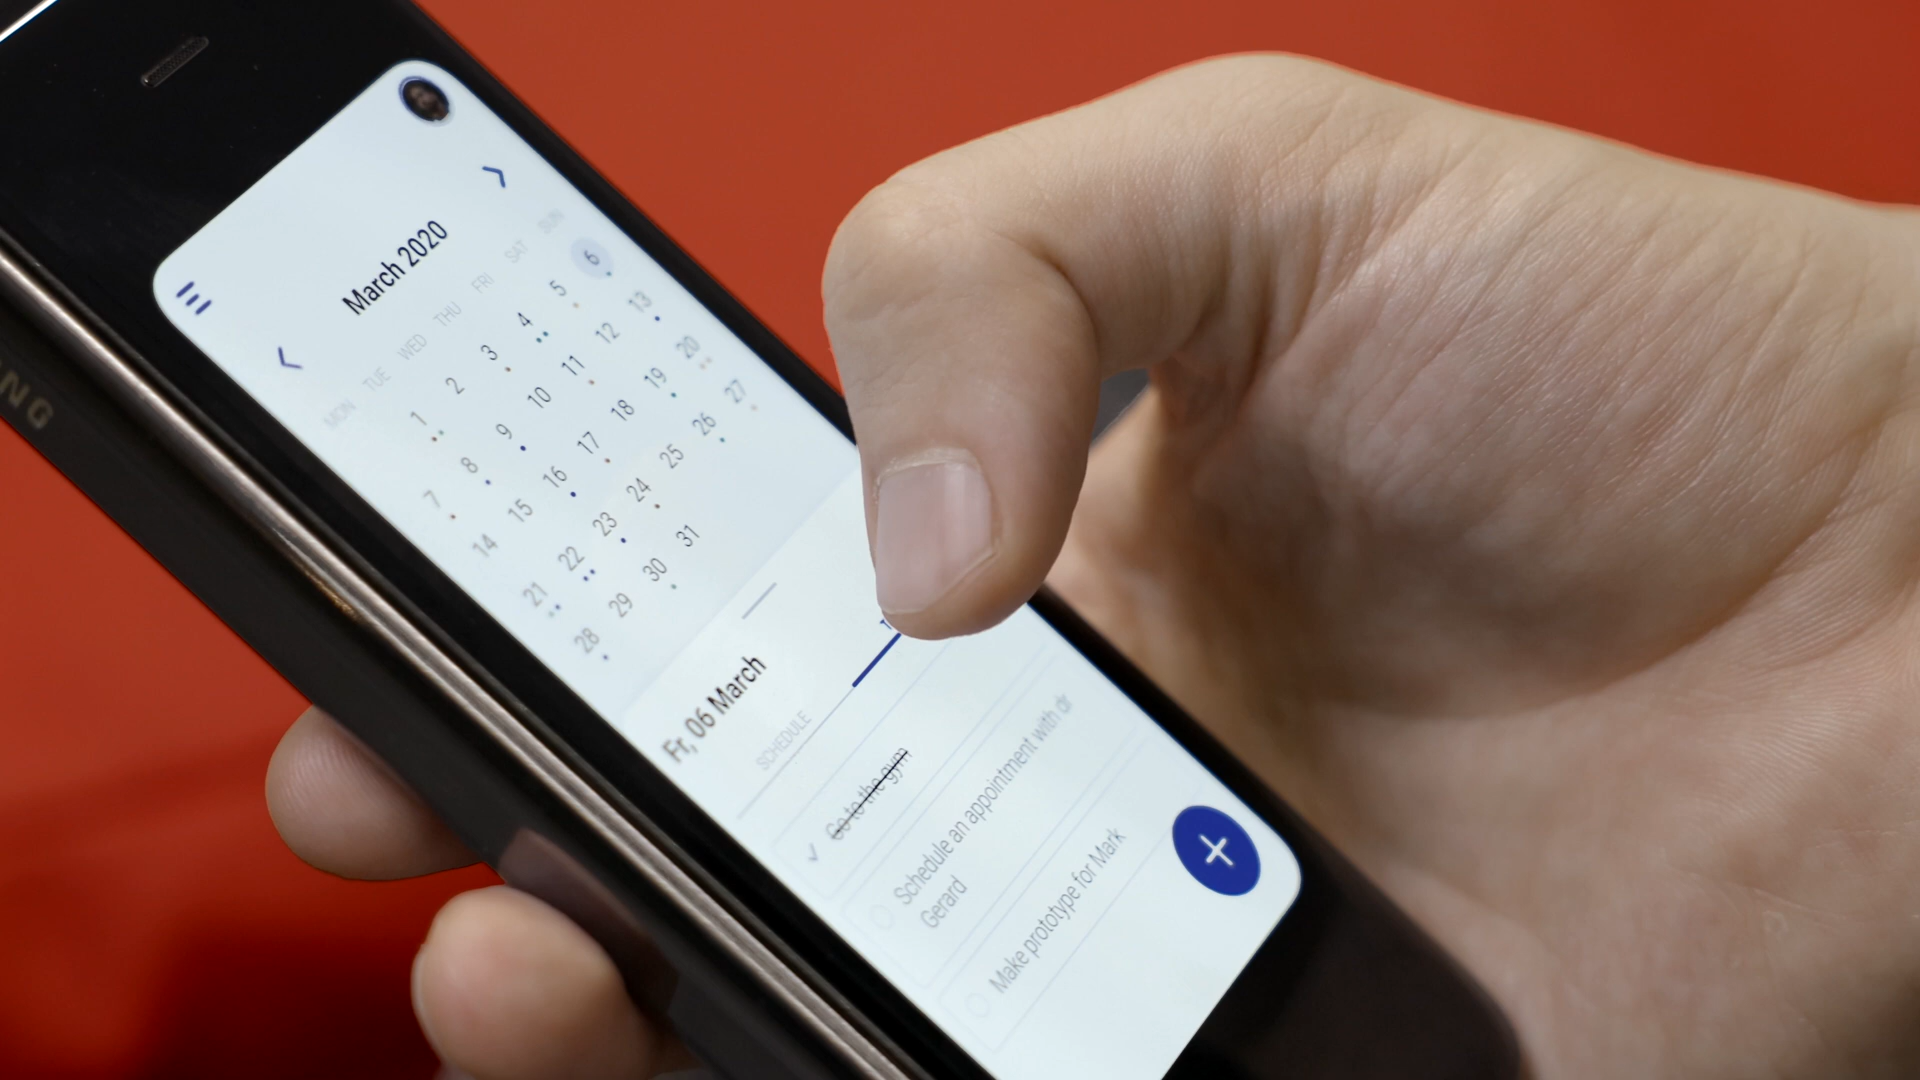 NG
March 2020
MON TUE WED THU FRI SAT SUN
1 2 3 4 5 6
7 8 9 10 11 12 13
14 15 16 17 18 19 20
21 22 23 24 25 26 27
28 29 30 31
Fr, 06 March
SCHEDULE
Go to the gym
Schedule an appointment with dr
Gerard
Make prototype for Mark